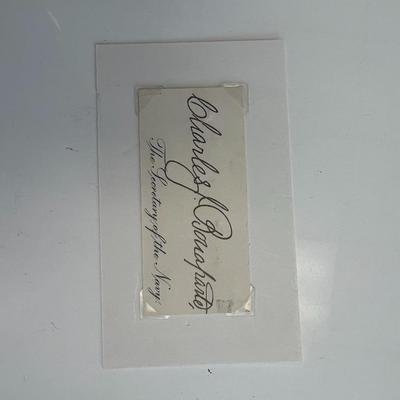 Charles J. Bonaparte,
The Secretary of the Navy.